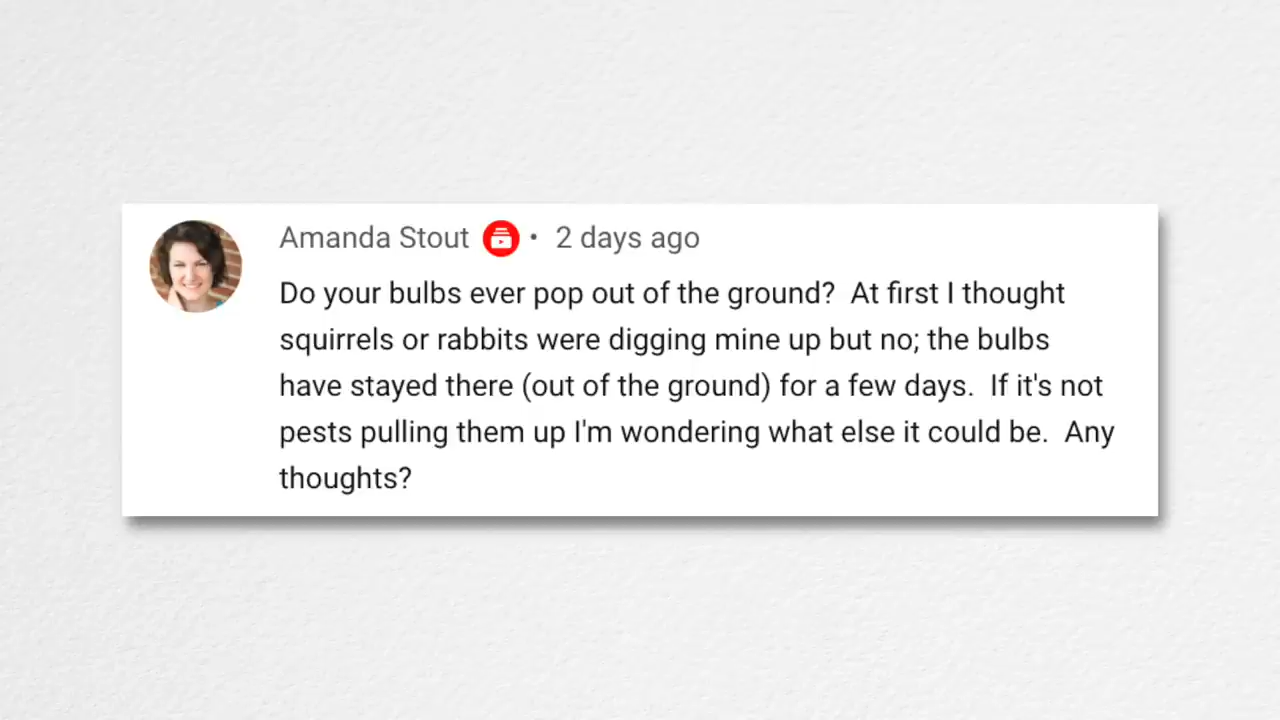 Amanda Stout • 2 days ago
Do your bulbs ever pop out of the ground?  At first I thought
squirrels or rabbits were digging mine up but no; the bulbs
have stayed there (out of the ground) for a few days.  If it's not
pests pulling them up I'm wondering what else it could be.  Any
thoughts?